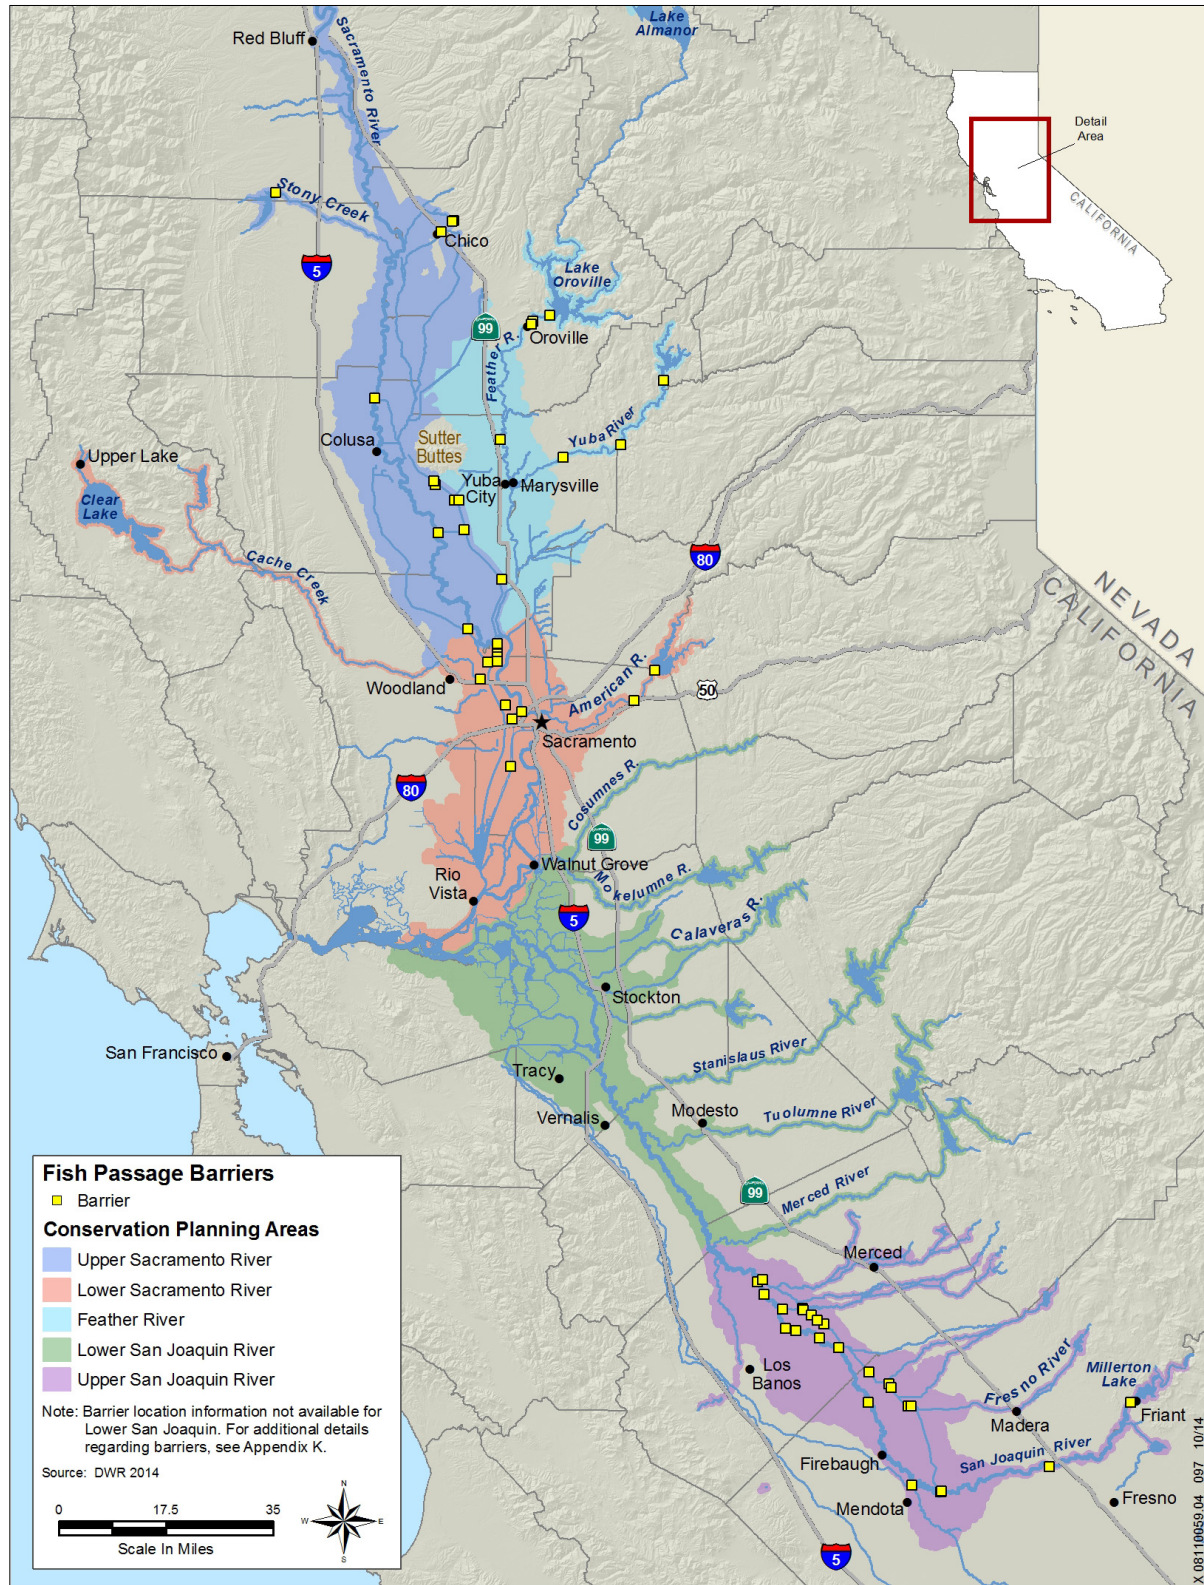 Lake
Almanor
Red Bluff
Sacramento River
Detail
Area
CALIFORNIA
Stony Creek
Chico
5
Lake
Oroville
99
Oroville
Feather R.
Yuba River
Colusa
Sutter
Buttes
Upper Lake
Yuba
City
Marysville
Clear
Lake
80
Cache Creek
NEVADA
CALIFORNIA
American R.
Woodland
50
Sacramento
80
Cosumnes R.
99
Walnut Grove
Mokelumne R.
Rio
Vista
5
Calaveras R.
Stockton
San Francisco
Stanislaus River
Tracy
Modesto
Tuolumne River
Vernalis
Merced River
99
Merced
Los
Banos
Fresno River
Millerton
Lake
Madera
Friant
San Joaquin River
Firebaugh
Mendota
Fresno
5
Fish Passage Barriers
Barrier
Conservation Planning Areas
Upper Sacramento River
Lower Sacramento River
Feather River
Lower San Joaquin River
Upper San Joaquin River
Note: Barrier location information not available for
Lower San Joaquin. For additional details
regarding barriers, see Appendix K.
Source: DWR 2014
0 17.5 35
Scale In Miles
N
W E
S
X 08110059.04 097 10/14